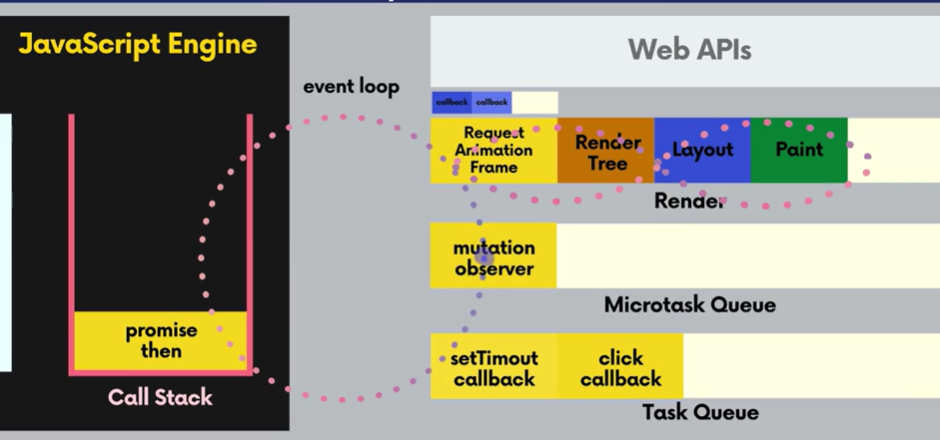 JavaScript Engine
promise
then
Call Stack
event loop
Web APIs
callback callback
Request
Animation
Frame
Render
Tree
Layout
Paint
Render
mutation
observer
Microtask Queue
setTimout
callback
click
callback
Task Queue